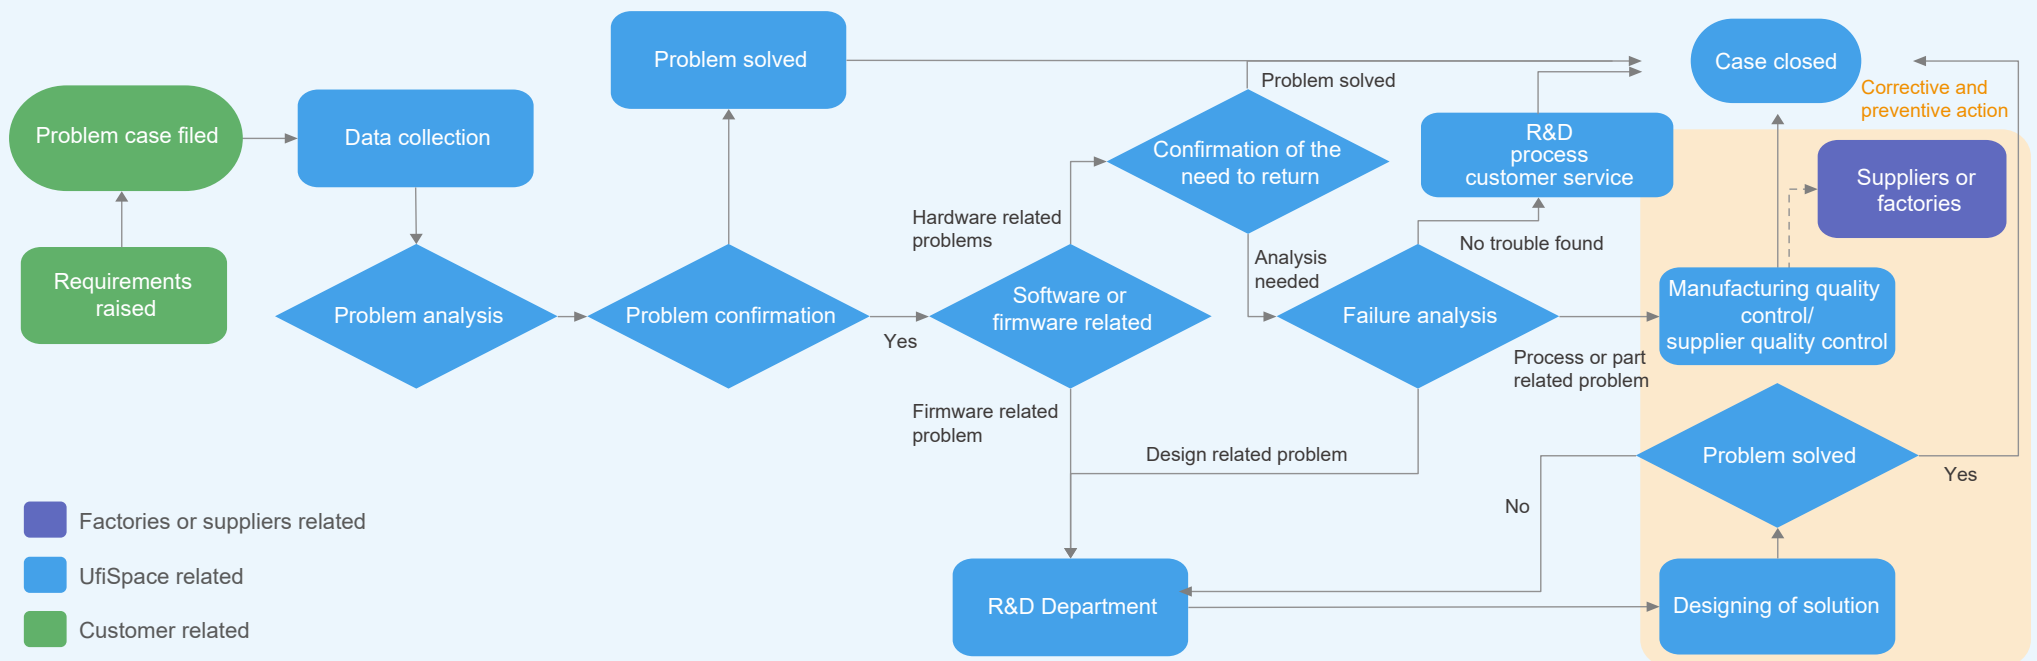 Problem solved
Case closed
Problem solved
Corrective and
preventive action
Problem case filed
Data collection
R&D
process
customer service
Confirmation of the
need to return
Suppliers or
factories
Hardware related
problems
No trouble found
Analysis
needed
Requirements
raised
Problem analysis
Problem confirmation
Yes
Software or
firmware related
Failure analysis
Manufacturing quality
control/
supplier quality control
Process or part
related problem
Firmware related
problem
Design related problem
Problem solved
Yes
No
Factories or suppliers related
UfiSpace related
Customer related
R&D Department
Designing of solution